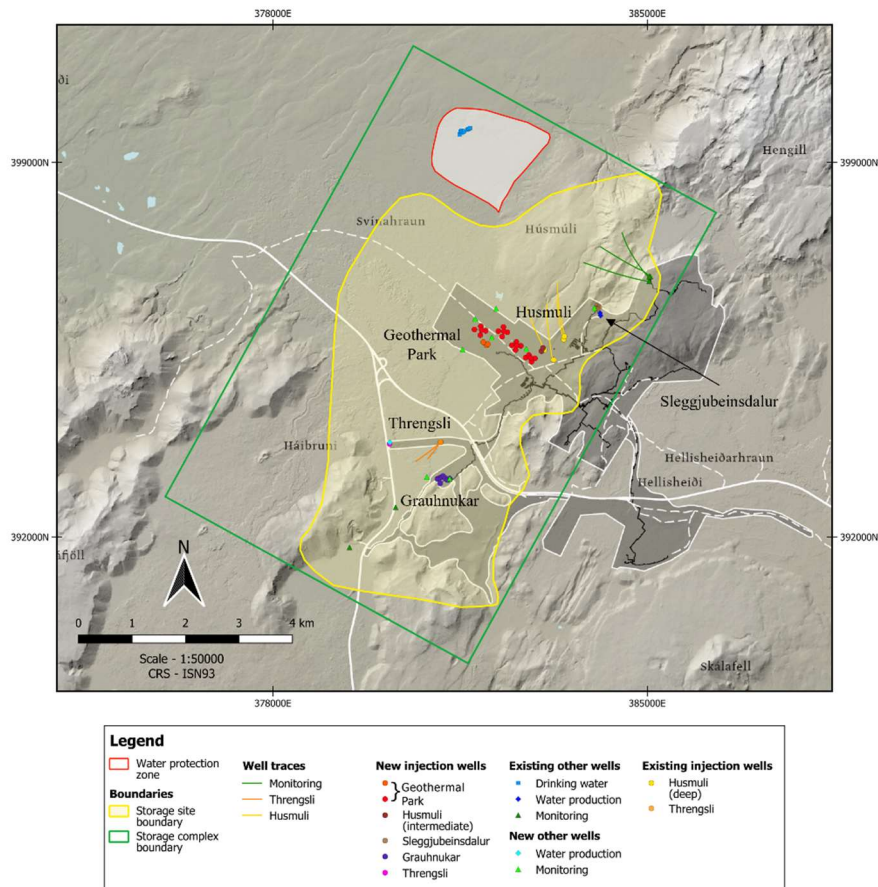 378000E
385000E
ði
399000N
399000N
Hengill
Svínahraun
Húsmúli
Husmuli
Geothermal
Park
Sleggjubeinsdalur
Threngsli
Háibruni
Hellisheiðarhraun
Hellisheiði
Grauhnukar
392000N
392000N
áfjöll
N
0 1 2 3 4 km
Scale - 1:50000
CRS - ISN93
Skálafell
378000E
385000E
Legend
Water protection
zone
Boundaries
Storage site
boundary
Storage complex
boundary
Well traces
Monitoring
Threngsli
Husmuli
New injection wells
Geothermal
Park
Husmuli
(intermediate)
Sleggjubeinsdalur
Grauhnukar
Threngsli
Existing other wells
Drinking water
Water production
Monitoring
New other wells
Water production
Monitoring
Existing injection wells
Husmuli
(deep)
Threngsli